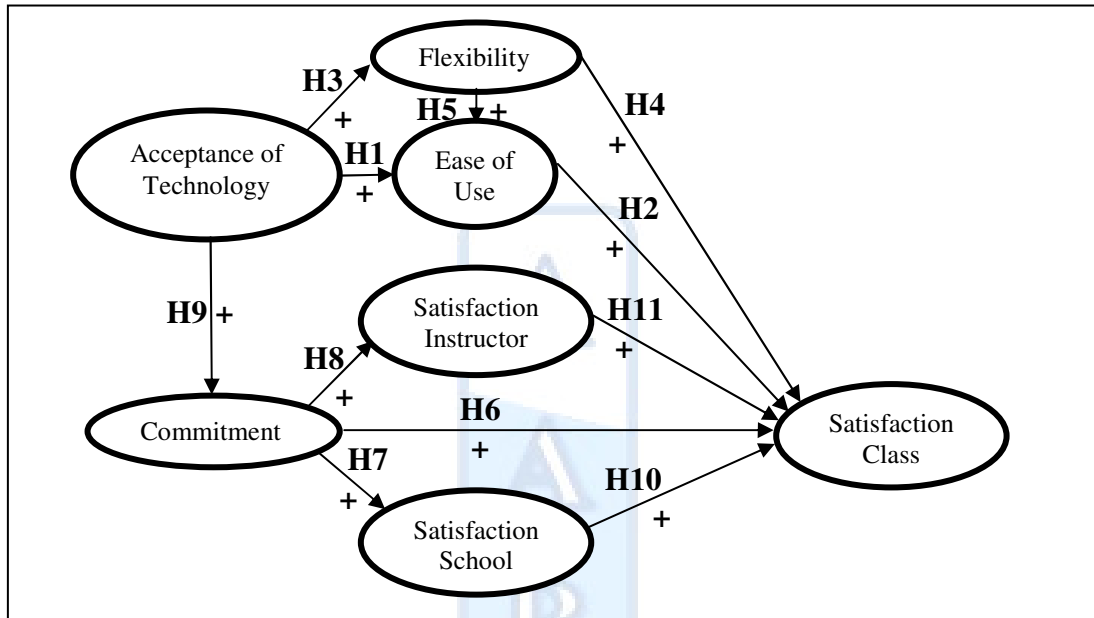 Flexibility
H3
+
H4
+
H5
+
Acceptance of
Technology
H1
+
Ease of
Use
H2
+
H9
+
Satisfaction
Instructor
H11
+
H8
+
Commitment
H6
+
Satisfaction
Class
H7
+
H10
+
Satisfaction
School
A
A
B